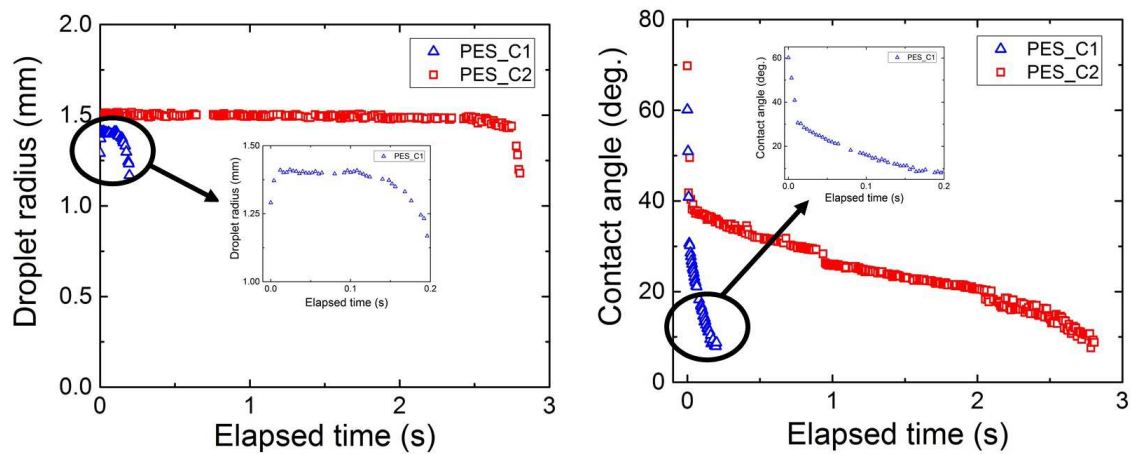 2.0
1.5
1.0
0.5
0.0
0
1
2
3
Droplet radius (mm)
Elapsed time (s)
PES_C1
PES_C2
1.50
1.25
1.00
0.0
0.1
0.2
Droplet radius (mm)
Elapsed time (s)
PES_C1
80
60
40
20
0
0
1
2
3
Contact angle (deg.)
Elapsed time (s)
PES_C1
PES_C2
60
40
20
0.0
0.1
0.2
Contact angle (deg.)
Elapsed time (s)
PES_C1